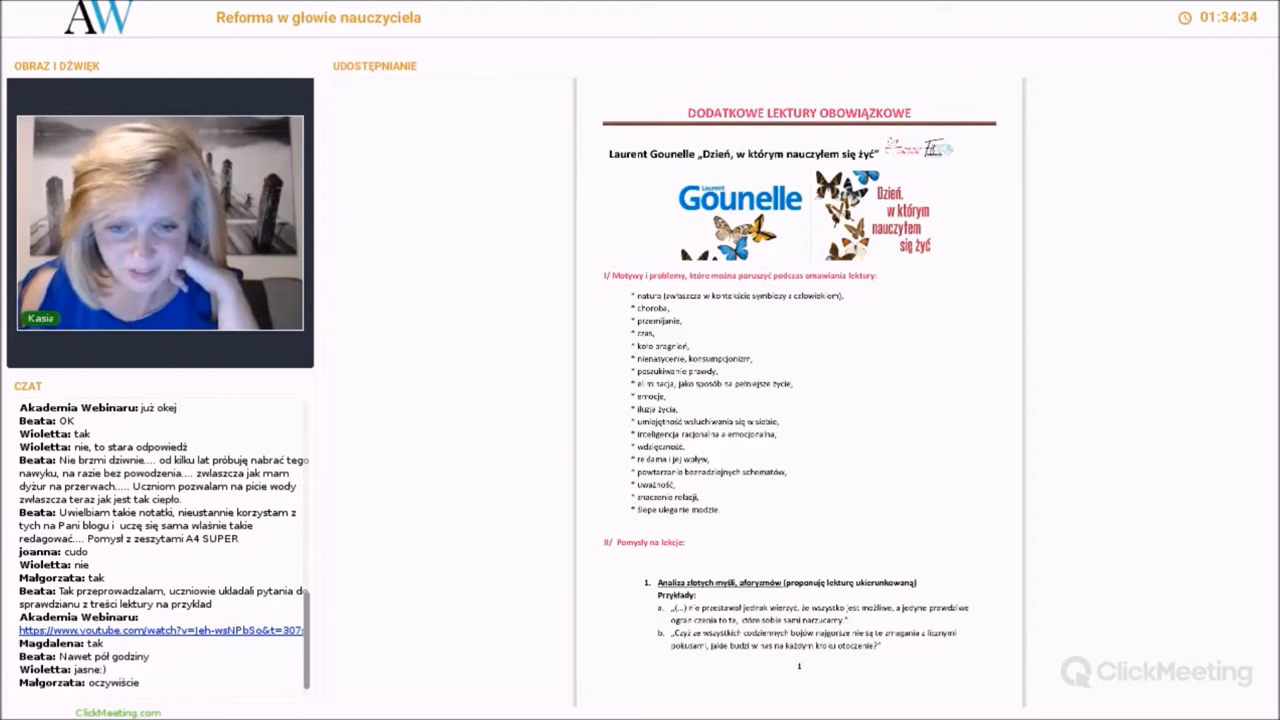 AW
Reforma w głowie nauczyciela
01:34:34
OBRAZ I DŹWIĘK
UDOSTĘPNIANIE
Kasia
CZAT
Akademia Webinaru: już okej
Beata: OK
Wioletta: tak
Wioletta: nie, to stara odpowiedź
Beata: Nie brzmi dziwnie.... od kilku lat próbuję nabrać tego
nawyku, na razie bez powodzenia.... zwłaszcza jak mam
dyżur na przerwach..... Uczniom pozwalam na picie wody
zwłaszcza teraz jak jest tak ciepło.
Beata: Uwielbiam takie notatki, nieustannie korzystam z
tych na Pani blogu i uczę się sama właśnie takie
redagować.... Pomysł z zeszytami A4 SUPER
joanna: cudo
Wioletta: nie
Małgorzata: tak
Beata: Tak przeprowadzałam, uczniowie układali pytania do
sprawdzianu z treści lektury na przykład
Akademia Webinaru:
https://www.youtube.com/watch?v=Jeh-wsNPbSo&t=307s
Magdalena: tak
Beata: Nawet pół godziny
Wioletta: jasne:)
Małgorzata: oczywiście
ClickMeeting.com
DODATKOWE LEKTURY OBOWIĄZKOWE
Laurent Gounelle „Dzień, w którym nauczyłem się żyć”
Laurent
Gounelle
Dzień,
w którym
nauczyłem
się żyć
I/ Motywy i problemy, które można poruszyć podczas omawiania lektury:
* natura (zwłaszcza w kontekście symbiozy z człowiekiem),
* choroba,
* przemijanie,
* czas,
* koło pragnień,
* nienasycenie, konsumpcjonizm,
* poszukiwanie prawdy,
* eliminacja, jako sposób na pełniejsze życie,
* emocje,
* iluzja życia,
* umiejętność wsłuchiwania się w siebie,
* inteligencja racjonalna a emocjonalna,
* wdzięczność,
* reklama i jej wpływ,
* powtarzanie beznadziejnych schematów,
* uważność,
* znaczenie relacji,
* ślepe uleganie modzie.
II/ Pomysły na lekcje:
1. Analiza złotych myśli, aforyzmów (proponuję lekturę ukierunkowaną)
Przykłady:
a. „(...) nie przestawał jednak wierzyć, że wszystko jest możliwe, a jedyne prawdziwe
ograniczenia to te, które sobie sami narzucamy.”
b. „Czyż ze wszystkich codziennych bojów najgorsze nie są te zmagania z licznymi
pokusami, jakie budzi w nas na każdym kroku otoczenie?”
1
ClickMeeting